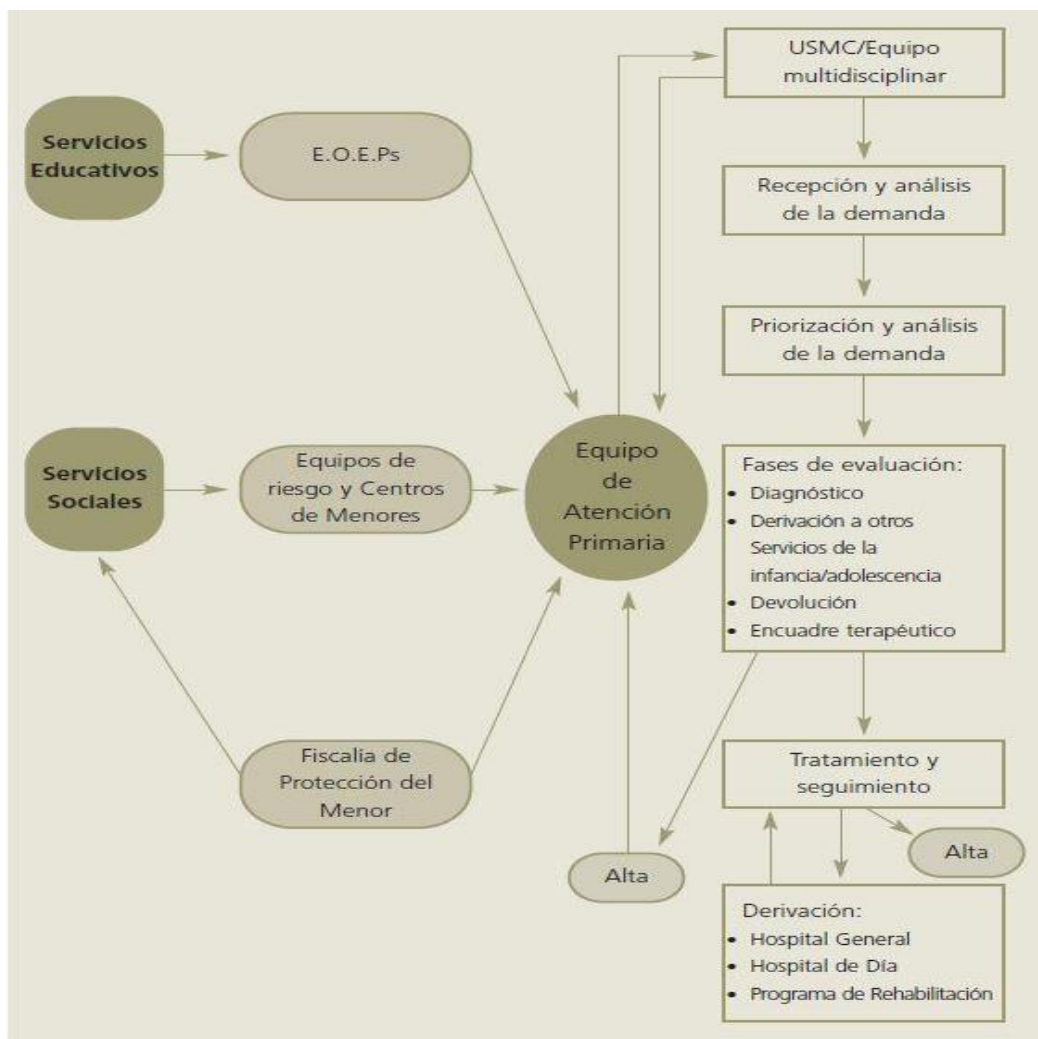 Servicios
Educativos
E.O.E.Ps
Servicios
Sociales
Equipos de
riesgo y Centros
de Menores
Fiscalía de
Protección del
Menor
Equipo
de
Atención
Primaria
Alta
USMC/Equipo
multidisciplinar
Recepción y análisis
de la demanda
Priorización y análisis
de la demanda
Fases de evaluación:
• Diagnóstico
• Derivación a otros
Servicios de la
infancia/adolescencia
• Devolución
• Encuadre terapéutico
Tratamiento y
seguimiento
Alta
Derivación:
• Hospital General
• Hospital de Día
• Programa de Rehabilitación